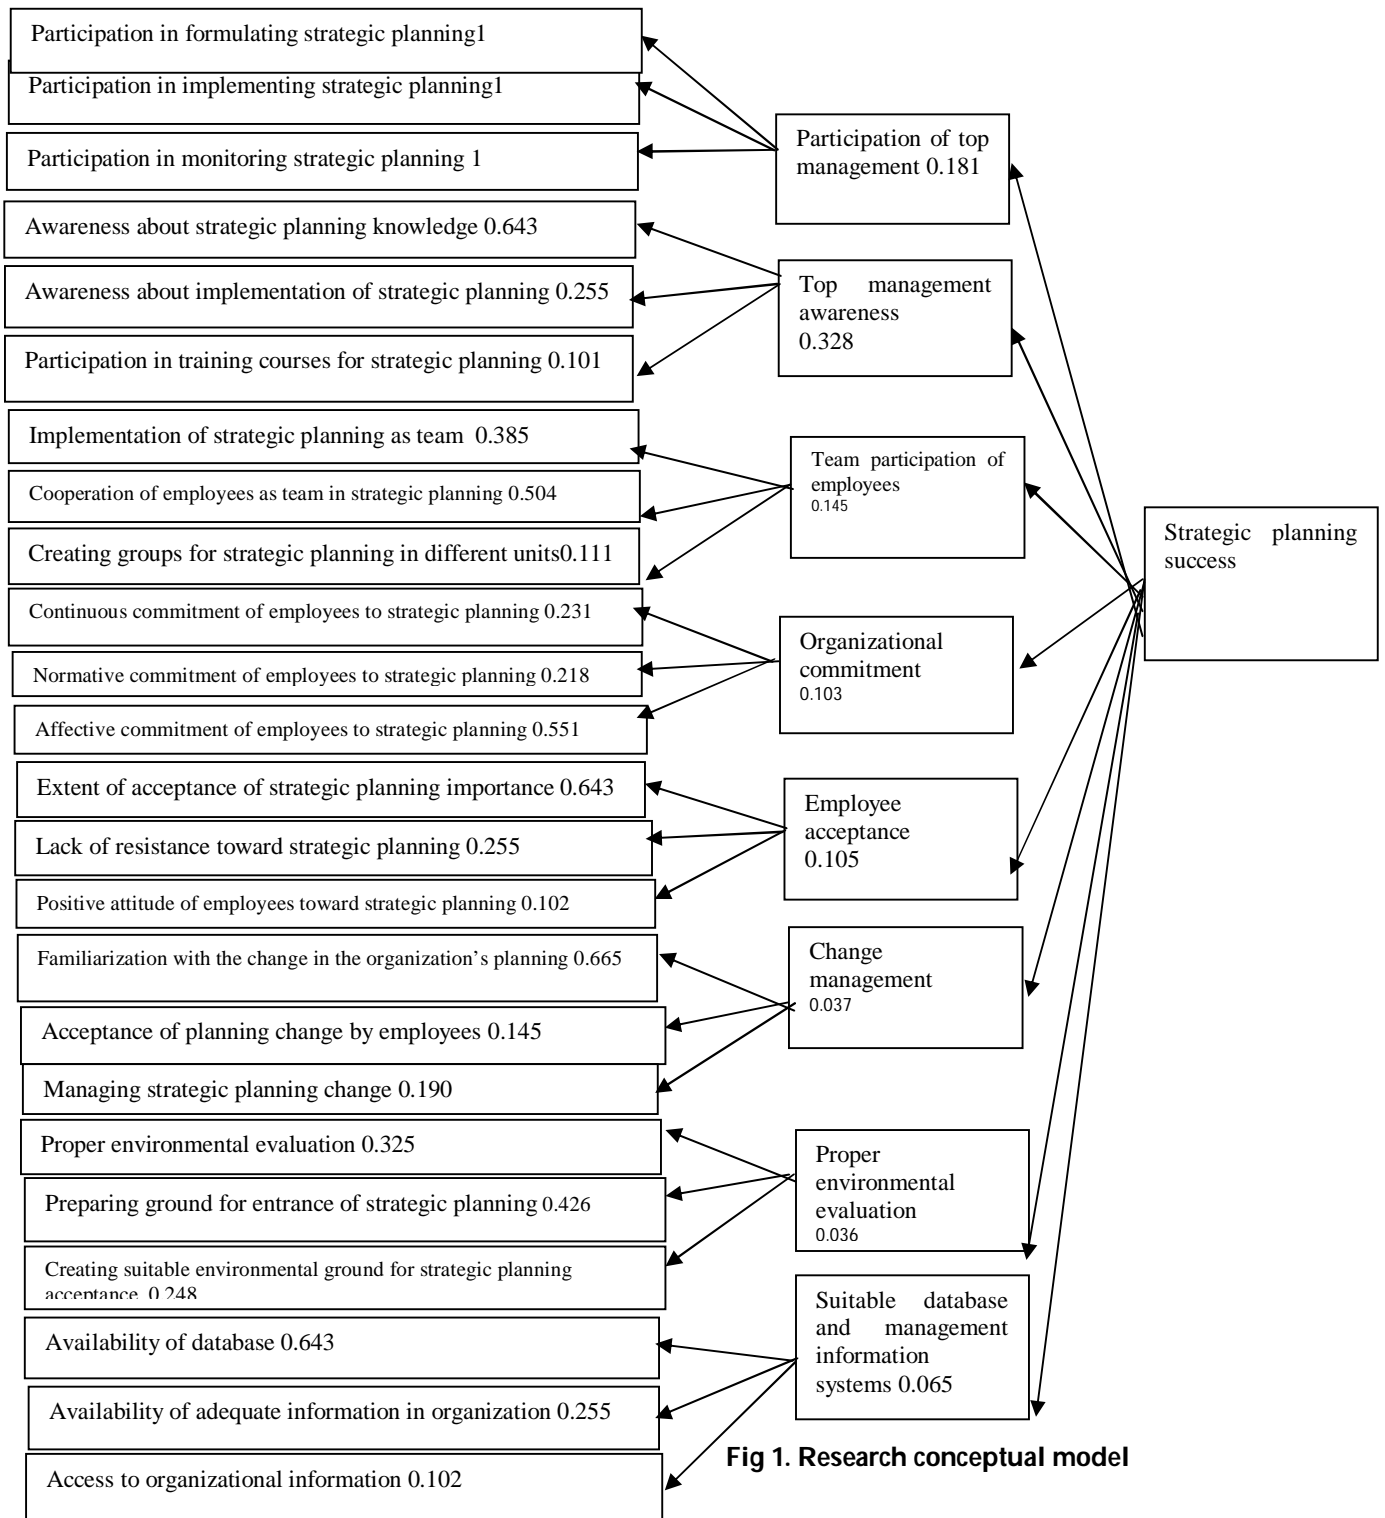 Participation in formulating strategic planning1
Participation in implementing strategic planning1
Participation in monitoring strategic planning 1
Awareness about strategic planning knowledge 0.643
Awareness about implementation of strategic planning 0.255
Participation in training courses for strategic planning 0.101
Implementation of strategic planning as team 0.385
Cooperation of employees as team in strategic planning 0.504
Creating groups for strategic planning in different units0.111
Continuous commitment of employees to strategic planning 0.231
Normative commitment of employees to strategic planning 0.218
Affective commitment of employees to strategic planning 0.551
Extent of acceptance of strategic planning importance 0.643
Lack of resistance toward strategic planning 0.255
Positive attitude of employees toward strategic planning 0.102
Familiarization with the change in the organization’s planning 0.665
Acceptance of planning change by employees 0.145
Managing strategic planning change 0.190
Proper environmental evaluation 0.325
Preparing ground for entrance of strategic planning 0.426
Creating suitable environmental ground for strategic planning
acceptance 0.248
Availability of database 0.643
Availability of adequate information in organization 0.255
Access to organizational information 0.102
Participation of top
management 0.181
Top management
awareness
0.328
Team participation of
employees
0.145
Organizational
commitment
0.103
Employee
acceptance
0.105
Change
management
0.037
Proper
environmental
evaluation
0.036
Suitable database
and management
information
systems 0.065
Strategic planning
success
Fig 1. Research conceptual model